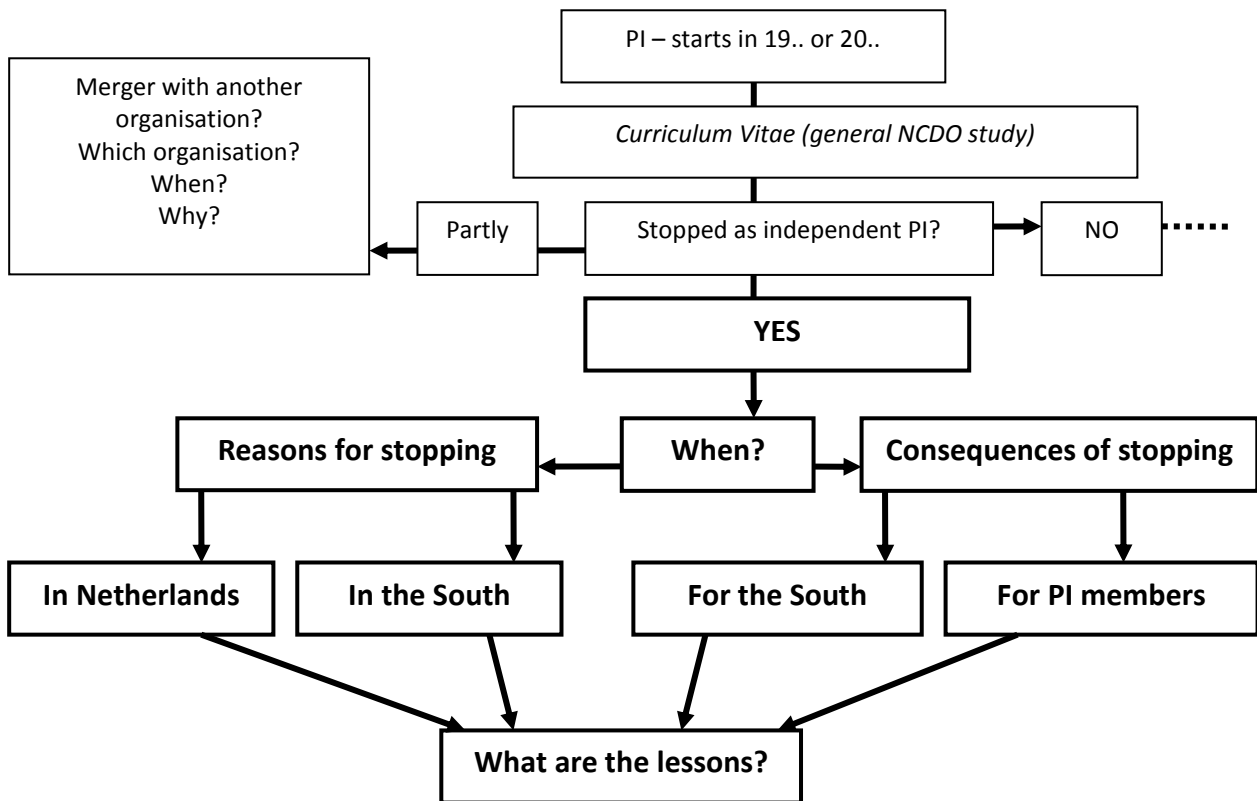 PI – starts in 19.. or 20..
Merger with another
organisation?
Which organisation?
When?
Why?
Curriculum Vitae (general NCDO study)
Partly
Stopped as independent PI?
NO
YES
Reasons for stopping
When?
Consequences of stopping
In Netherlands
In the South
For the South
For PI members
What are the lessons?